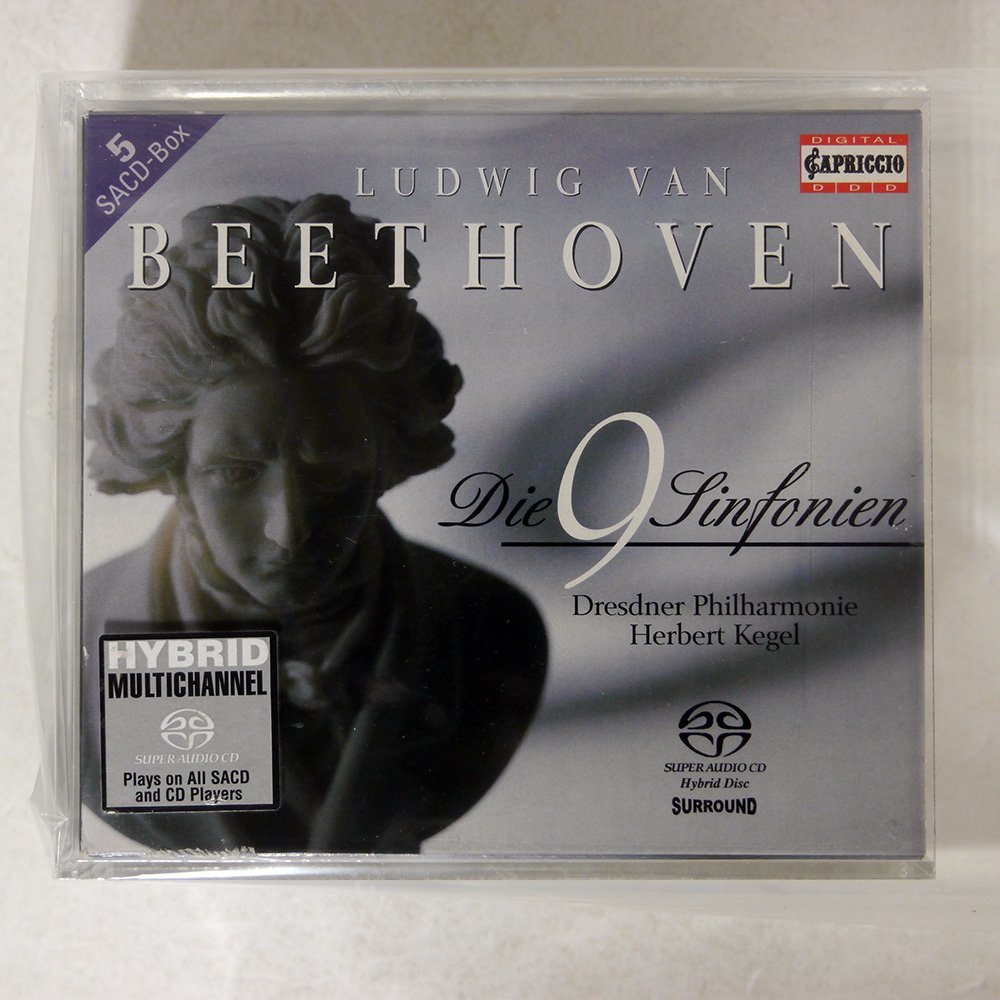 5
SACD-Box
LUDWIG VAN
BEETHOVEN
DIGITAL
CAPRICCIO
DDD
Die 9 Sinfonien
Dresdner Philharmonie
Herbert Kegel
HYBRID
MULTICHANNEL
SUPER AUDIO CD
Plays on All SACD
and CD Players
SUPER AUDIO CD
Hybrid Disc
SURROUND